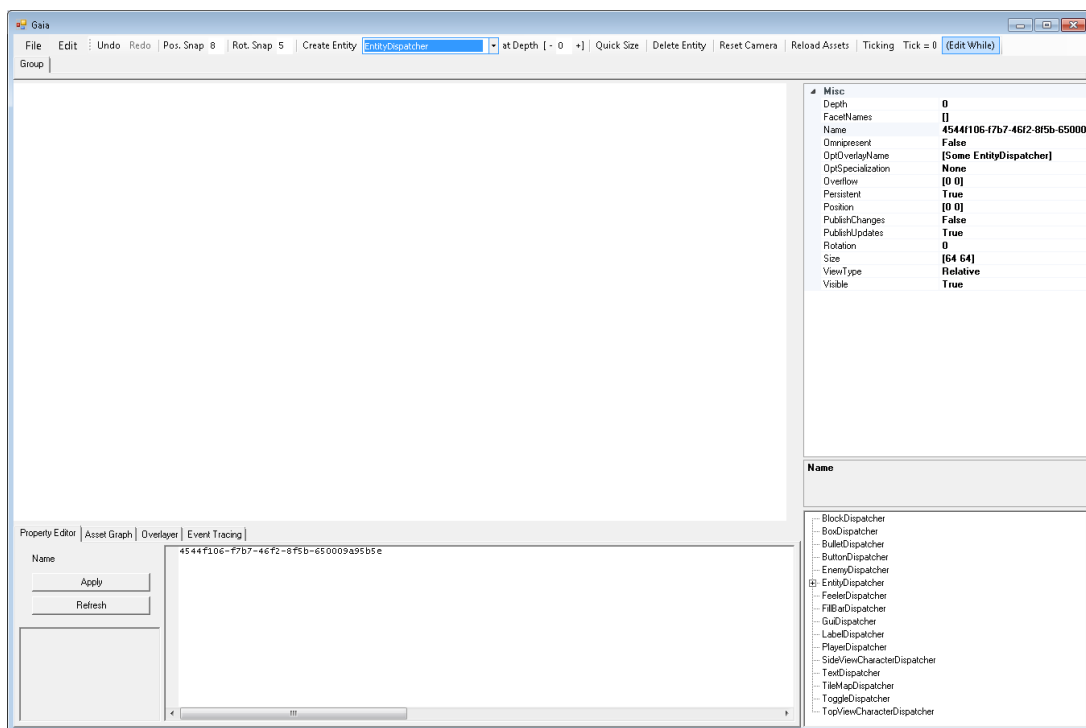 Gaia
File Edit Undo Redo Pos. Snap 8 Rot. Snap 5 Create Entity EntityDispatcher at Depth [ - 0 +] Quick Size Delete Entity Reset Camera Reload Assets Ticking Tick = 0 (Edit While)
Group
Misc
Depth 0
FacetNames []
Name 4544f106-f7b7-46f2-8f5b-65000
Omnipresent False
OptOverlayName [Some EntityDispatcher]
OptSpecialization None
Overflow [0 0]
Persistent True
Position [0 0]
PublishChanges False
PublishUpdates True
Rotation 0
Size [64 64]
ViewType Relative
Visible True
Name
Property Editor Asset Graph Overlayer Event Tracing
Name
Apply
Refresh
4544f106-f7b7-46f2-8f5b-650009a95b5e
BlockDispatcher
BoxDispatcher
BulletDispatcher
ButtonDispatcher
EnemyDispatcher
EntityDispatcher
FeelerDispatcher
FillBarDispatcher
GuiDispatcher
LabelDispatcher
PlayerDispatcher
SideViewCharacterDispatcher
TextDispatcher
TileMapDispatcher
ToggleDispatcher
TopViewCharacterDispatcher